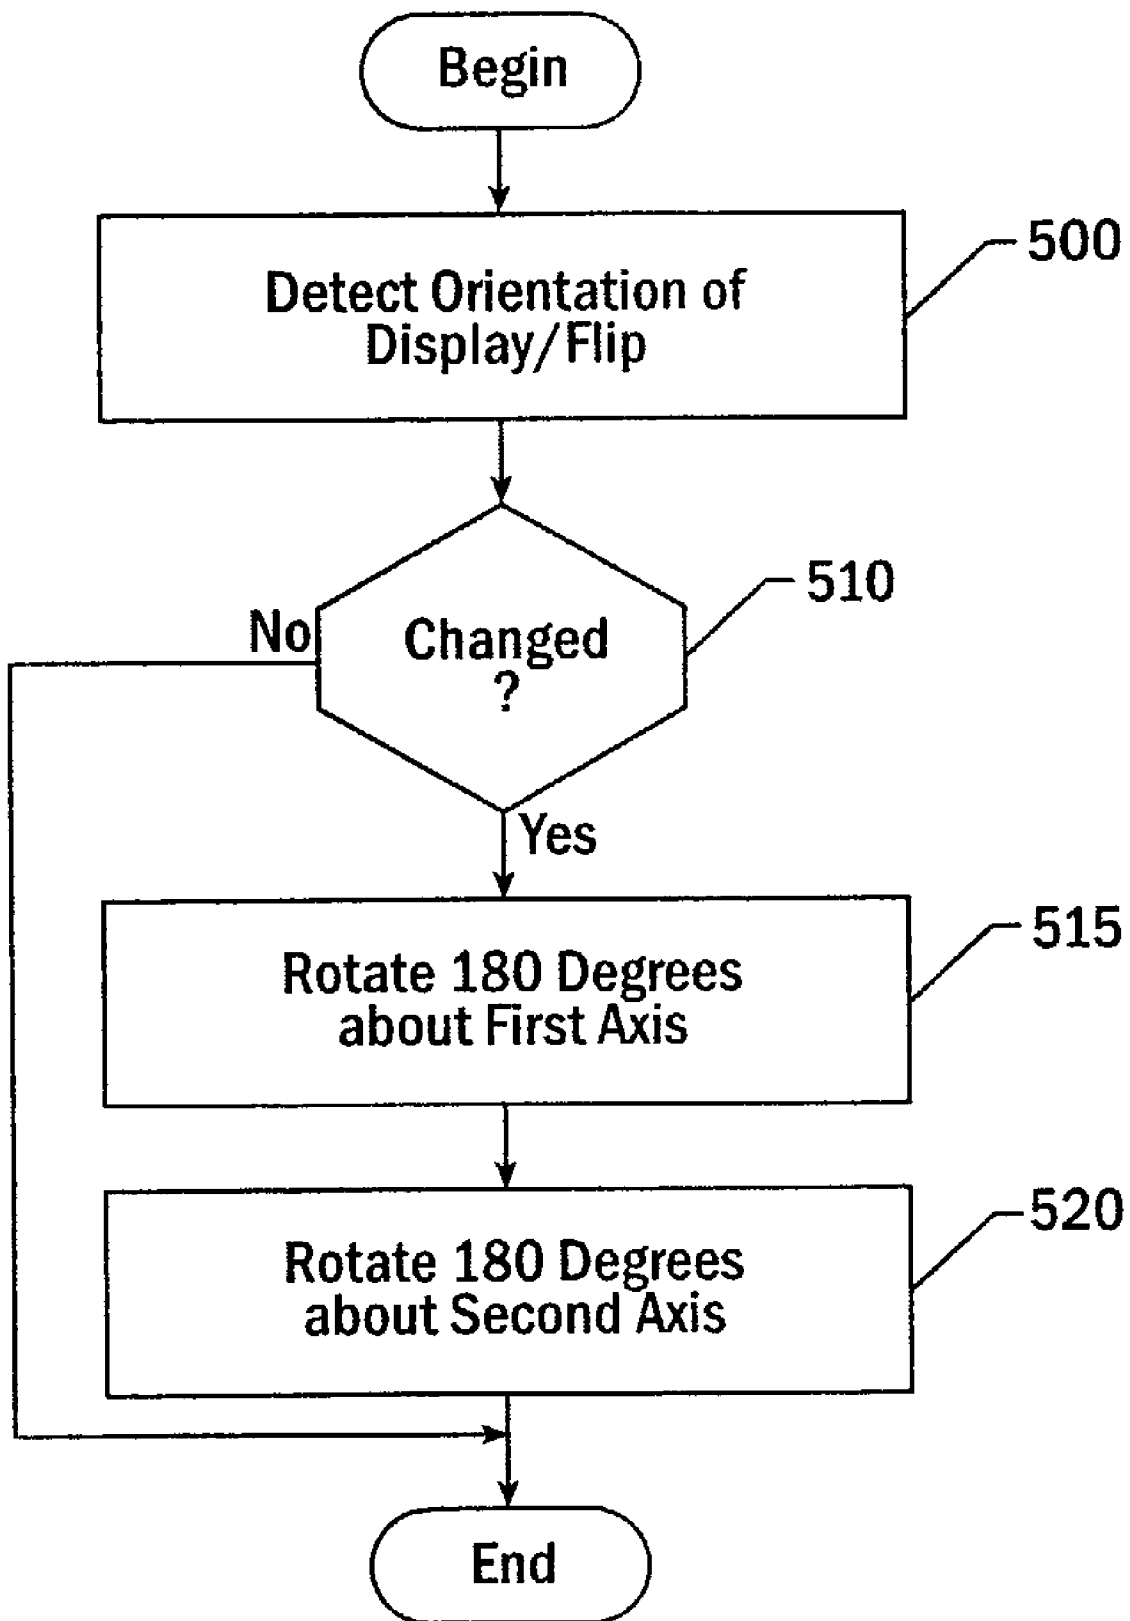 Begin
500
Detect Orientation of
Display/Flip
510
No
Changed
?
Yes
515
Rotate 180 Degrees
about First Axis
520
Rotate 180 Degrees
about Second Axis
End